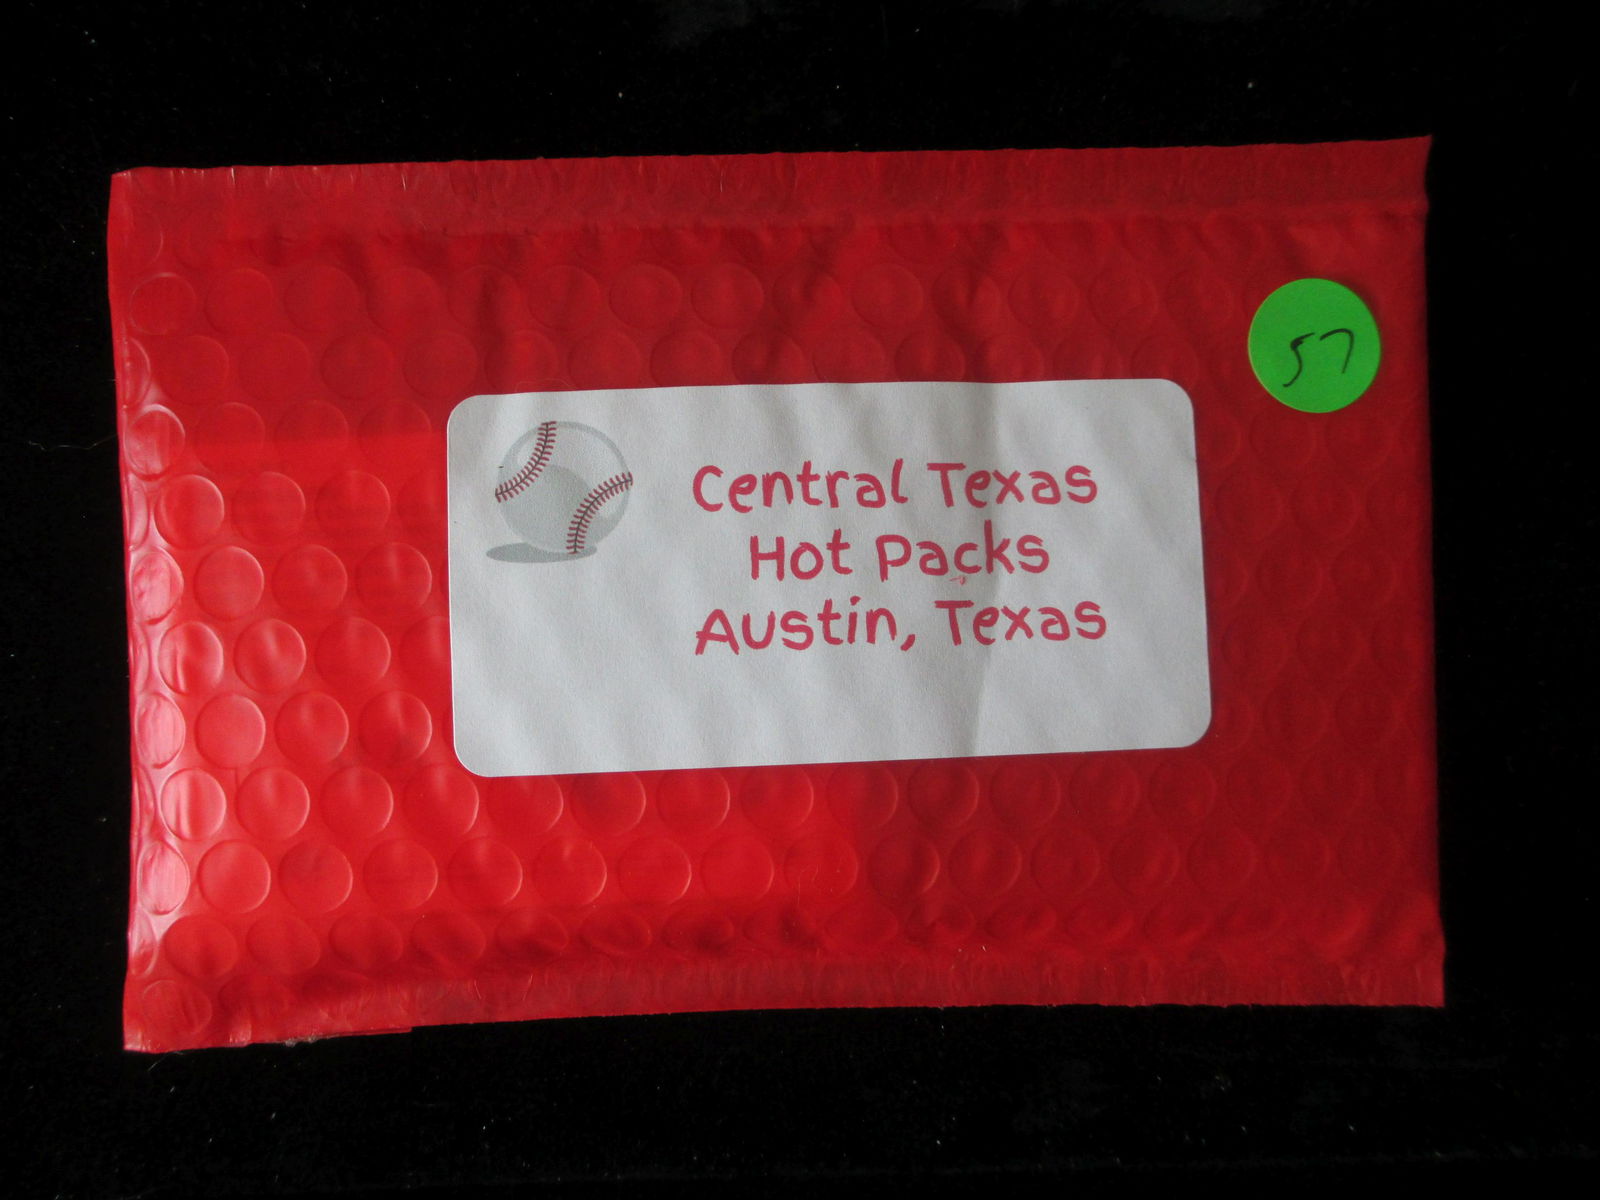 57
Central Texas
Hot Packs
Austin, Texas